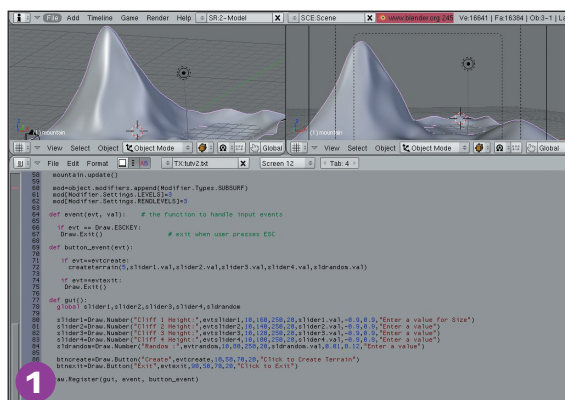 File Add Timeline Game Render Help SR:2-Model SCE:Scene www.blender.org 245 Ve:16641 | Fa:16384 | Ob:3-1 | La
(1) mountain
(1) mountain
View Select Object Object Mode Global
View Select Object Object Mode Global
File Edit Format AB TX:tutv2.txt Screen 12 Tab: 4
58 mountain.update()
59
60 mod=object.modifiers.append(Modifier.Types.SUBSURF)
61 mod[Modifier.Settings.LEVELS]=3
62 mod[Modifier.Settings.RENDLEVELS]=3
63
64 def event(evt, val): # the function to handle input events
65
66 if evt == Draw.ESCKEY:
67 Draw.Exit() # exit when user presses ESC
68
69 def button_event(evt):
70
71 if evt==evtcreate:
72 createterrain(5,slider1.val,slider2.val,slider3.val,slider4.val,sldrandom.val)
73
74 if evt==evtexit:
75 Draw.Exit()
76
77 def gui():
78 global slider1,slider2,slider3,slider4,sldrandom
79
80 slider1=Draw.Number("Cliff 1 Height:",evtslider1,10,160,250,20,slider1.val,-0.9,0.9,"Enter a value for Size")
81 slider2=Draw.Number("Cliff 2 Height:",evtslider2,10,140,250,20,slider2.val,-0.9,0.9,"Enter a value")
82 slider3=Draw.Number("Cliff 3 Height:",evtslider3,10,120,250,20,slider3.val,-0.9,0.9,"Enter a value")
83 slider4=Draw.Number("Cliff 4 Height:",evtslider4,10,100,250,20,slider4.val,-0.9,0.9,"Enter a value")
84 sldrandom=Draw.Number("Random :",evtrandom,10,80,250,20,sldrandom.val,0.01,0.12,"Enter a value")
85
86 btncreate=Draw.Button("Create",evtcreate,10,50,70,20,"Click to Create Terrain")
btnexit=Draw.Button("Exit",evtexit,90,50,70,20,"Click to Exit")
aw.Register(gui, event, button_event)
1